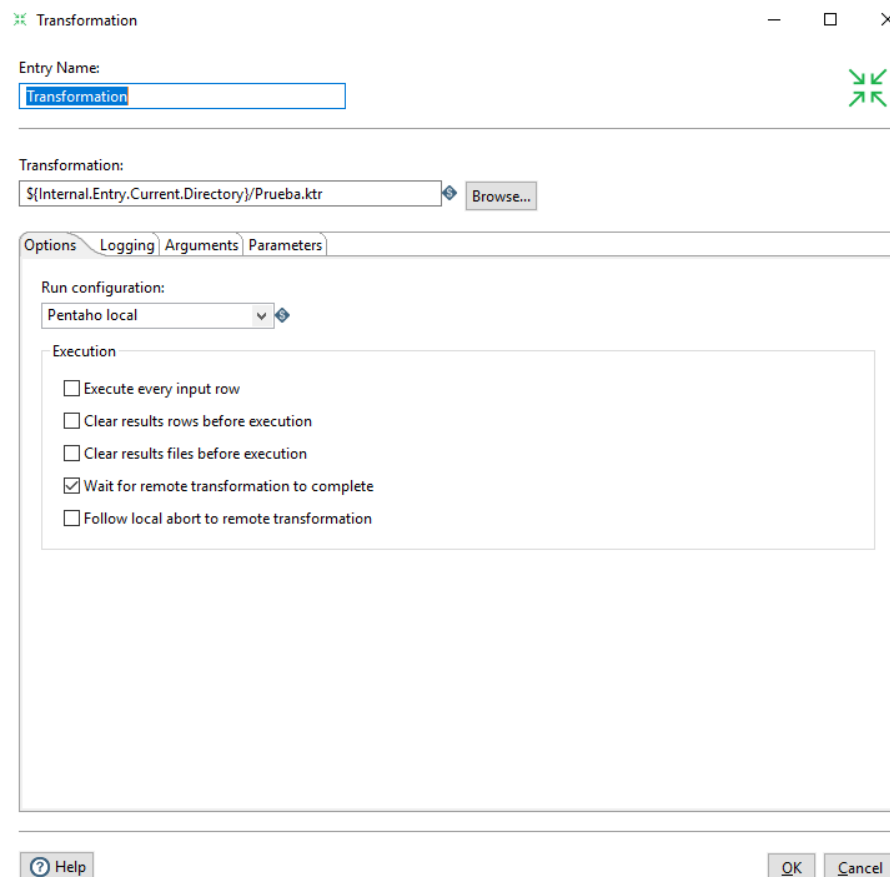 Transformation
Entry Name:
Transformation
Transformation:
${Internal.Entry.Current.Directory}/Prueba.ktr
Browse...
Options Logging Arguments Parameters
Run configuration:
Pentaho local
Execution
Execute every input row
Clear results rows before execution
Clear results files before execution
Wait for remote transformation to complete
Follow local abort to remote transformation
Help OK Cancel